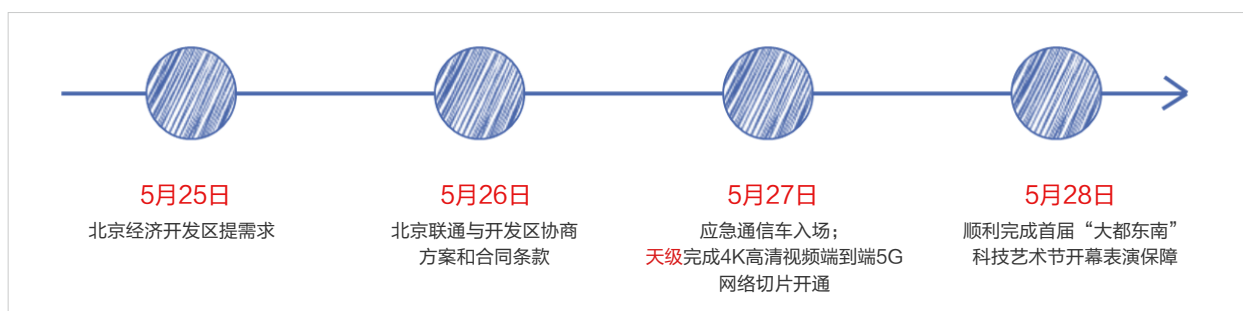 5月25日
北京经济开发区提需求
5月26日
北京联通与开发区协商
方案和合同条款
5月27日
应急通信车入场；
天级完成4K高清视频端到端5G
网络切片开通
5月28日
顺利完成首届“大都东南”
科技艺术节开幕表演保障